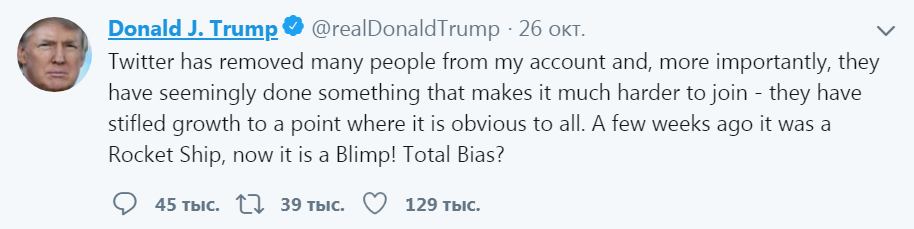 Donald J. Trump @realDonaldTrump · 26 окт.
Twitter has removed many people from my account and, more importantly, they
have seemingly done something that makes it much harder to join - they have
stifled growth to a point where it is obvious to all. A few weeks ago it was a
Rocket Ship, now it is a Blimp! Total Bias?
45 тыс. 39 тыс. 129 тыс.